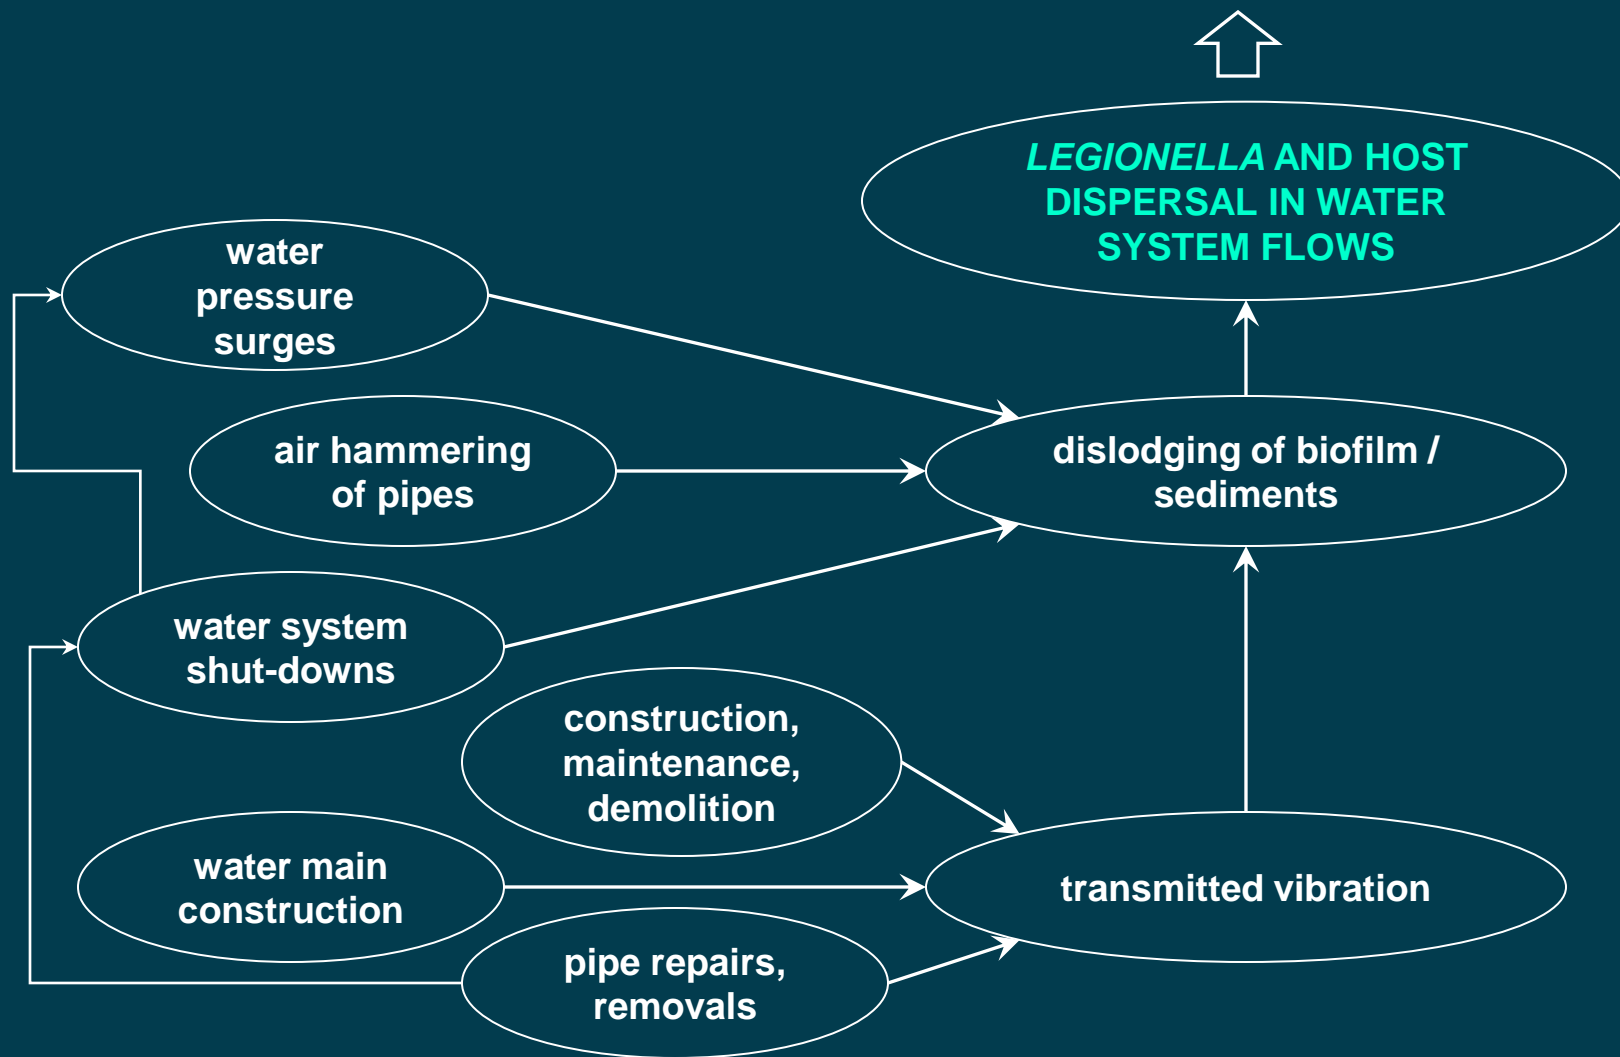 LEGIONELLA AND HOST
DISPERSAL IN WATER
SYSTEM FLOWS
water
pressure
surges
air hammering
of pipes
dislodging of biofilm /
sediments
water system
shut-downs
construction,
maintenance,
demolition
water main
construction
transmitted vibration
pipe repairs,
removals